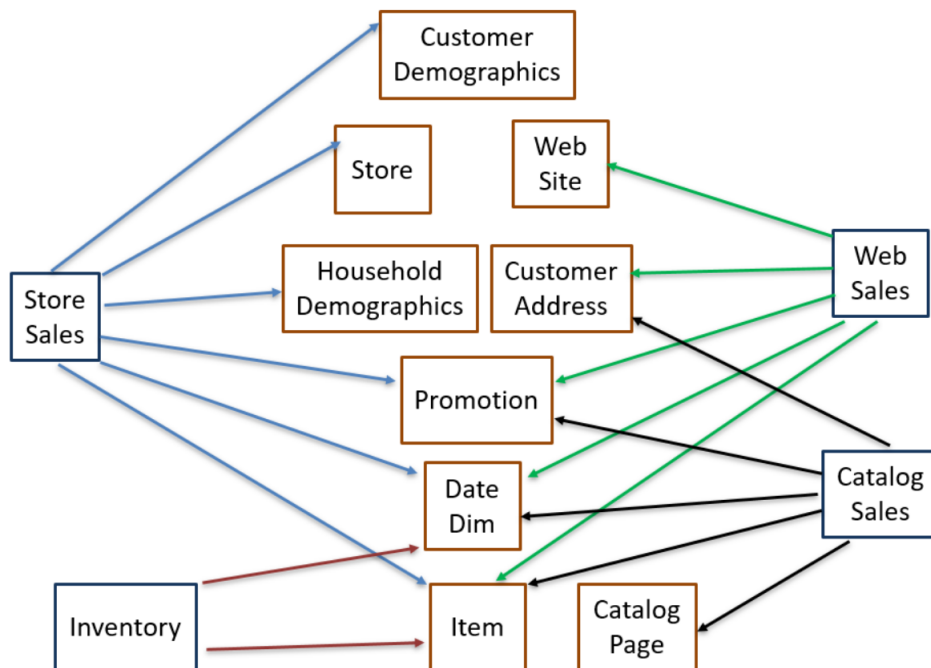 Customer
Demographics
Store
Web
Site
Household
Demographics
Customer
Address
Web
Sales
Store
Sales
Promotion
Date
Dim
Catalog
Sales
Inventory
Item
Catalog
Page